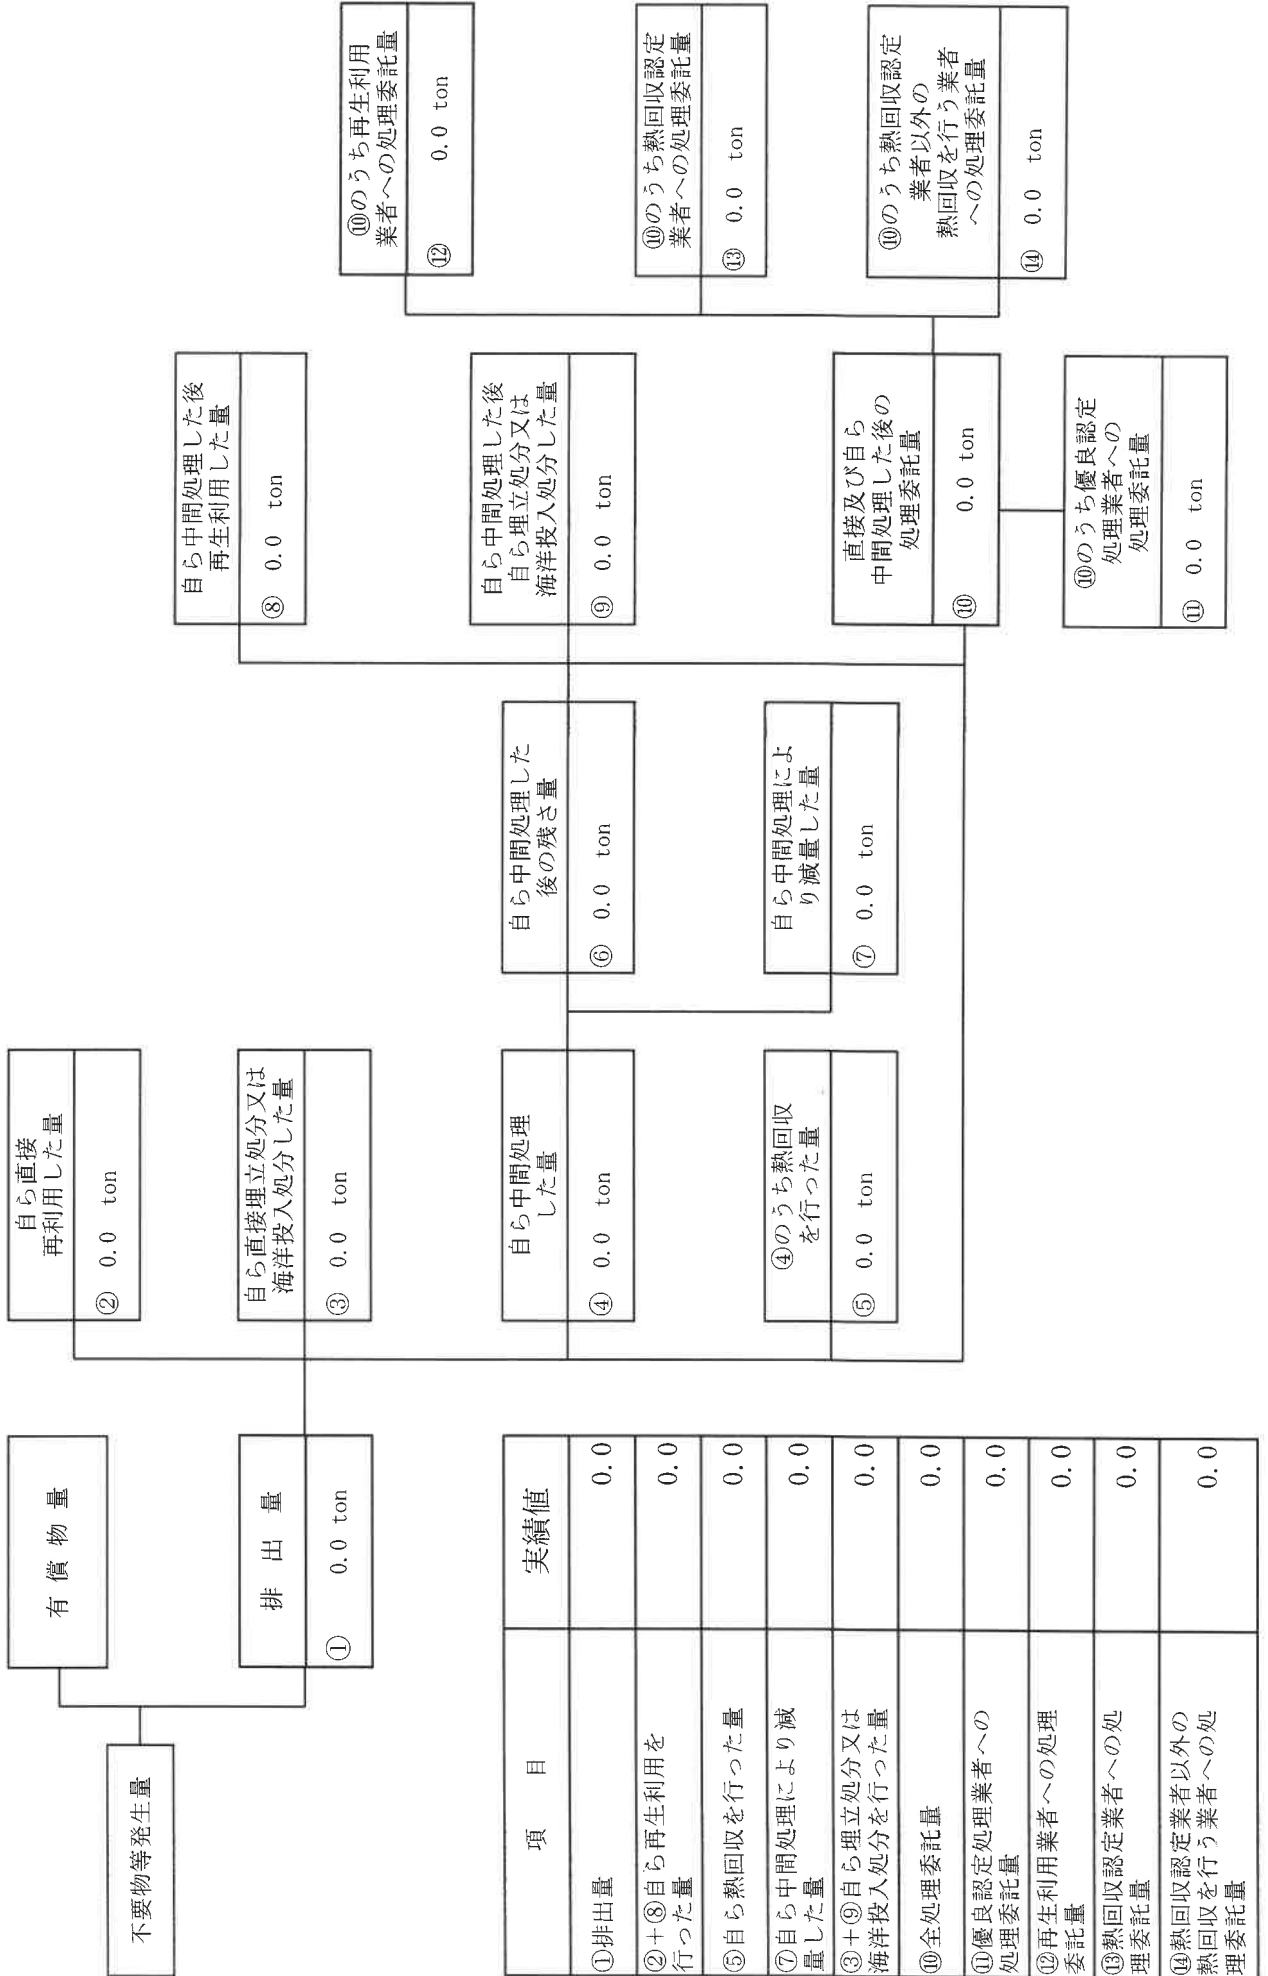 不要物等発生量
有償物量
排出量
① 0.0 ton
自ら直接
再利用した量
② 0.0 ton
自ら直接埋立処分又は
海洋投入処分した量
③ 0.0 ton
自ら中間処理
した量
④ 0.0 ton
④のうち熱回収
を行った量
⑤ 0.0 ton
自ら中間処理した
後の残さ量
⑥ 0.0 ton
自ら中間処理によ
り減量した量
⑦ 0.0 ton
自ら中間処理した後
再生利用した量
⑧ 0.0 ton
自ら中間処理した後
自ら埋立処分又は
海洋投入処分した量
⑨ 0.0 ton
直接及び自ら
中間処理した後の
処理委託量
⑩ 0.0 ton
⑩のうち優良認定
処理業者への
処理委託量
⑪ 0.0 ton
⑩のうち再生利用
業者への処理委託量
⑫ 0.0 ton
⑩のうち熱回収認定
業者への処理委託量
⑬ 0.0 ton
⑩のうち熱回収認定
業者以外の
熱回収を行う業者
への処理委託量
⑭ 0.0 ton
項目 実績値
①排出量 0.0
②+⑧自ら再生利用を
行った量 0.0
⑤自ら熱回収を行った量 0.0
⑦自ら中間処理により減
量した量 0.0
③+⑨自ら埋立処分又は
海洋投入処分を行った量 0.0
⑩全処理委託量 0.0
⑪優良認定処理業者への
処理委託量 0.0
⑫再生利用業者への処理
委託量 0.0
⑬熱回収認定業者への処
理委託量 0.0
⑭熱回収認定業者以外の
熱回収を行う業者への処
理委託量 0.0